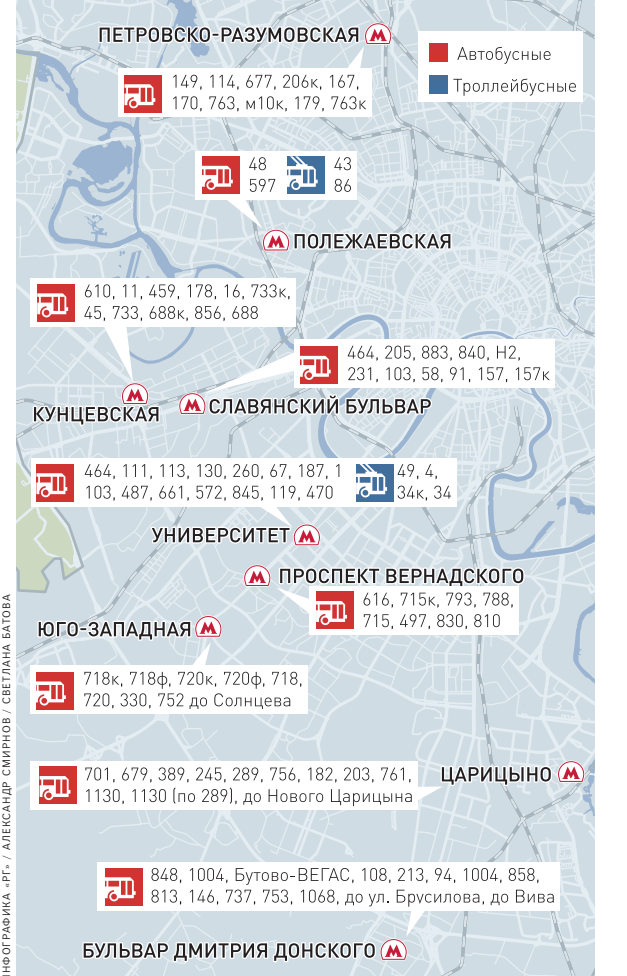 ПЕТРОВСКО-РАЗУМОВСКАЯ
Автобусные
Троллейбусные
149, 114, 677, 206к, 167,
170, 763, м10к, 179, 763к
48
597
43
86
ПОЛЕЖАЕВСКАЯ
610, 11, 459, 178, 16, 733к,
45, 733, 688к, 856, 688
464, 205, 883, 840, Н2,
231, 103, 58, 91, 157, 157к
КУНЦЕВСКАЯ
СЛАВЯНСКИЙ БУЛЬВАР
464, 111, 113, 130, 260, 67, 187, 1
103, 487, 661, 572, 845, 119, 470
49, 4,
34к, 34
УНИВЕРСИТЕТ
ПРОСПЕКТ ВЕРНАДСКОГО
616, 715к, 793, 788,
715, 497, 830, 810
ЮГО-ЗАПАДНАЯ
718к, 718ф, 720к, 720ф, 718,
720, 330, 752 до Солнцева
701, 679, 389, 245, 289, 756, 182, 203, 761,
1130, 1130 (по 289), до Нового Царицына
ЦАРИЦЫНО
848, 1004, Бутово-ВЕГАС, 108, 213, 94, 1004, 858,
813, 146, 737, 753, 1068, до ул. Брусилова, до Вива
БУЛЬВАР ДМИТРИЯ ДОНСКОГО
ИНФОГРАФИКА «РГ» / АЛЕКСАНДР СМИРНОВ / СВЕТЛАНА БАТОВА